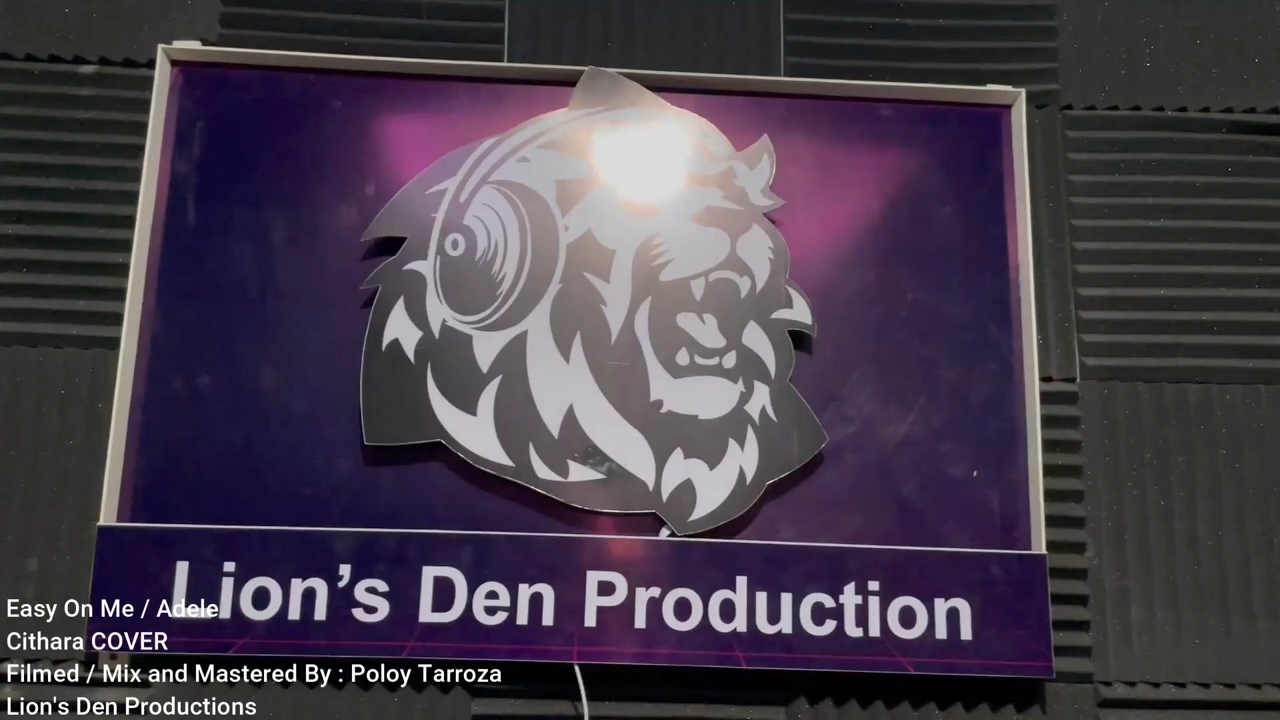 Lion’s Den Production
Easy On Me / Adele
Cithara COVER
Filmed / Mix and Mastered By : Poloy Tarroza
Lion's Den Productions